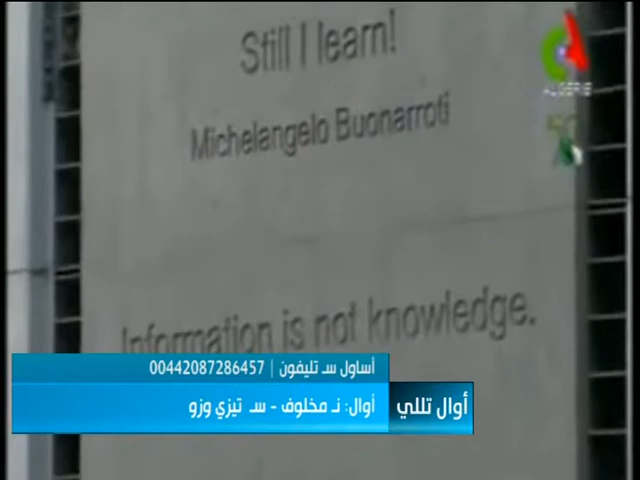 Still I learn!
Michelangelo Buonarroti
ALGERIE
Information is not knowledge.
أساول سـ تليفون | 00442087286457
أوال تللي
أوال: نـ مخلوف - سـ تيزي وزو